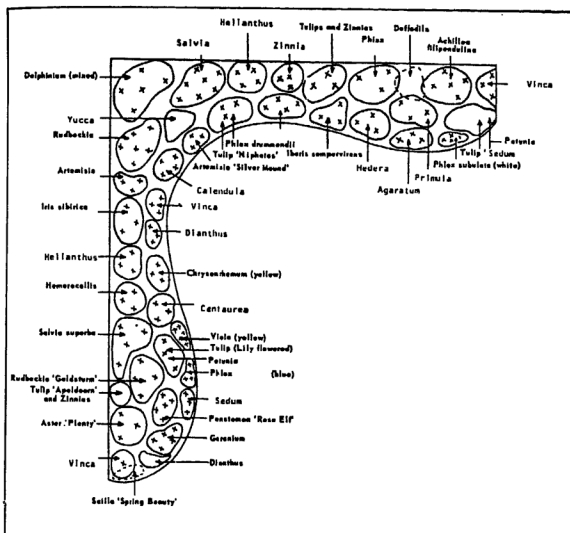 Helianthus
Tulips and Zinnias
Daffodils
Achillea
filipendulina
Salvia
Zinnia
Phlox
Delphinium (mixed)
Vinca
Yucca
Rudbeckia
Phlox drummondii
Tulip 'Niphotos'
Iberis sempervirens
Artemisia 'Silver Mound'
Hedera
Agaratum
Primula
Petunia
Tulip 'Sedum
Phlox subulata (white)
Artemisia
Calendula
Iris sibirica
Vinca
Dianthus
Helianthus
Chrysanthemum (yellow)
Hemerocallis
Centaurea
Salvia superba
Viola (yellow)
Tulip (Lily flowered)
Petunia
Phlox (blue)
Rudbeckia 'Goldsturm'
Tulip 'Apeldoorn'
and Zinnias
Sedum
Penstemon 'Rose Elf'
Aster 'Plenty'
Geranium
Vinca
Dianthus
Scilla 'Spring Beauty'